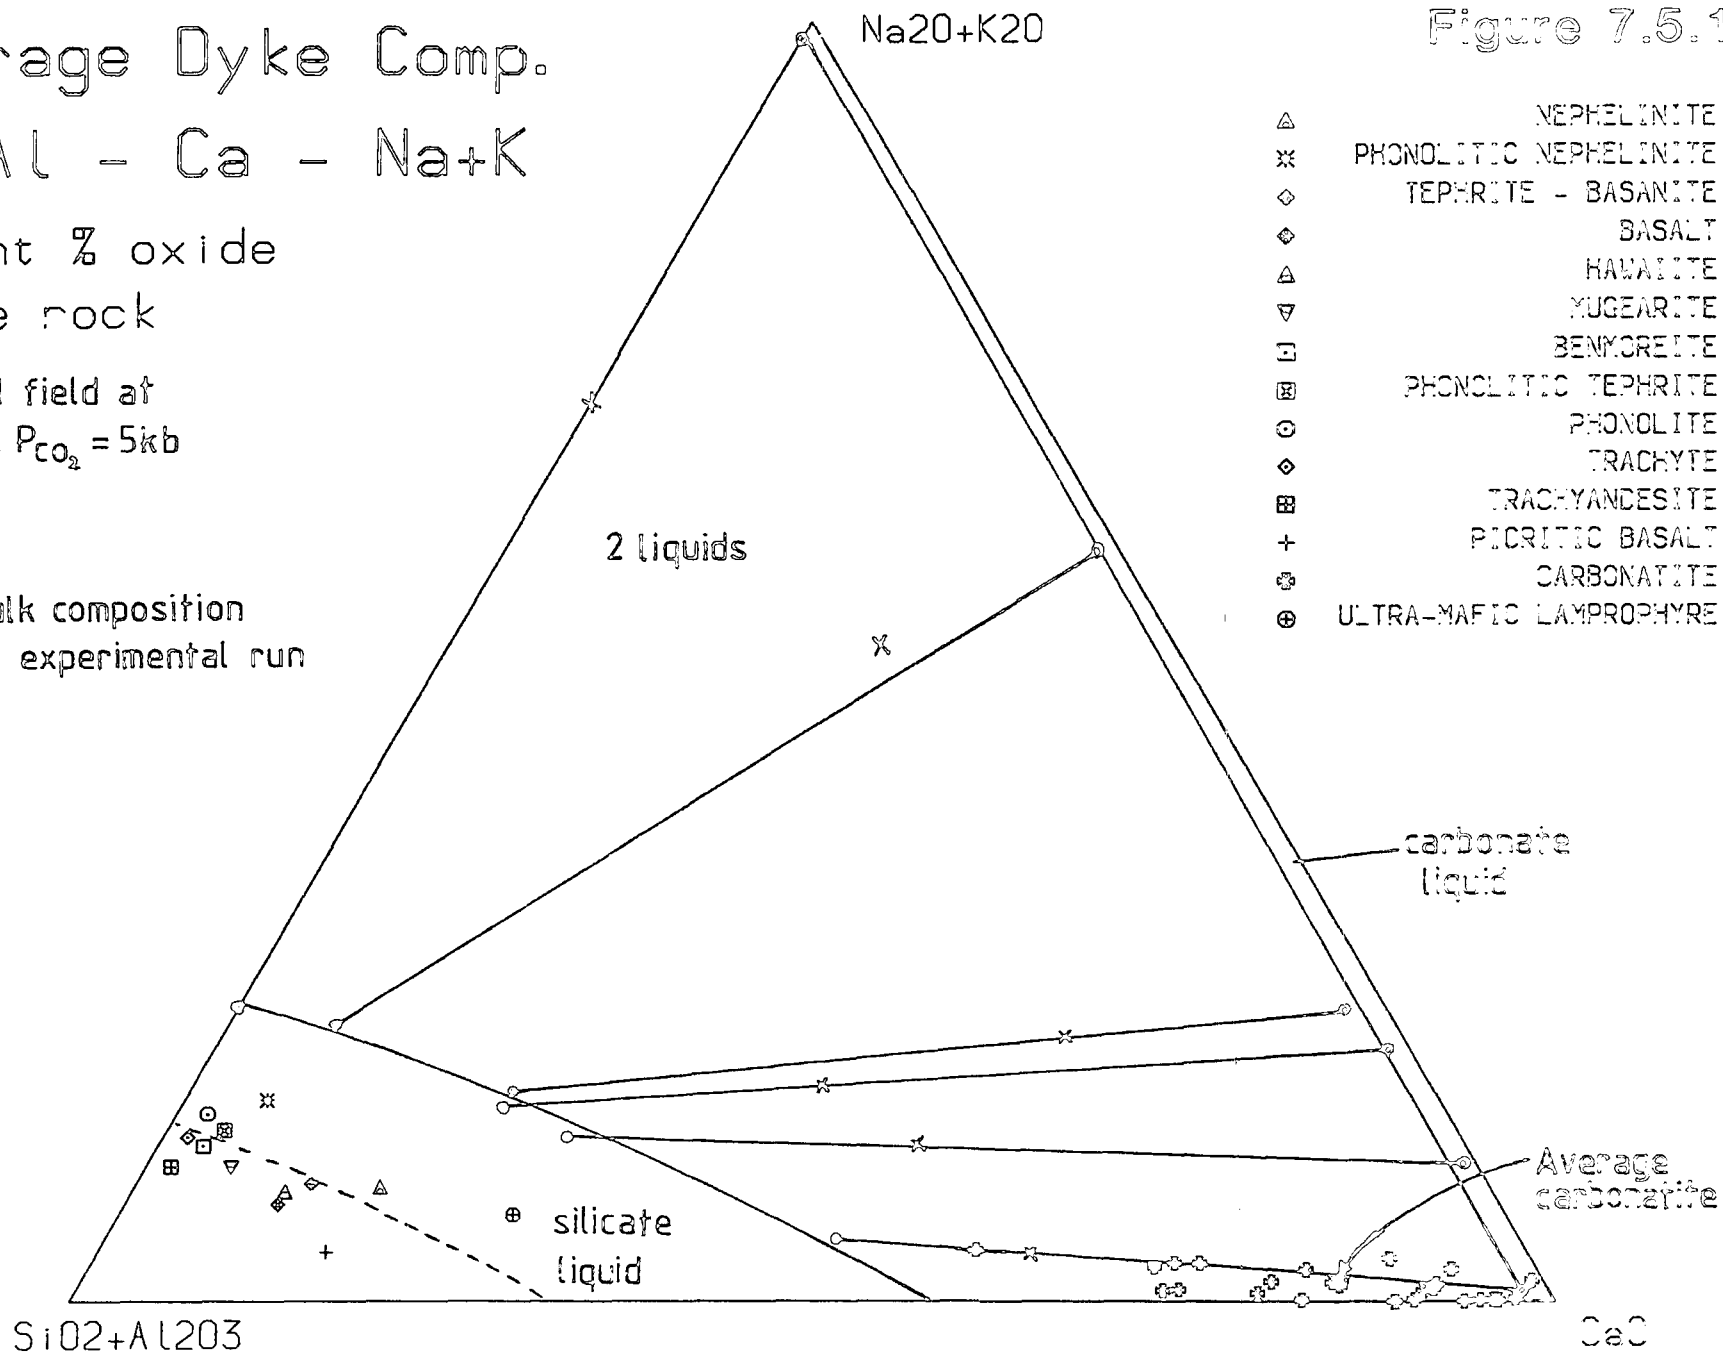 rage Dyke Comp.
Al - Ca - Na+K
nt % oxide
e rock
l field at
PCO2 = 5kb
ulk composition
experimental run
Na2O+K2O
Figure 7.5.1
NEPHELINITE
PHONOLITIC NEPHELINITE
TEPHRITE - BASANITE
BASALT
HAWAIITE
MUGEARITE
BENMOREITE
PHONOLITIC TEPHRITE
PHONOLITE
TRACHYTE
TRACHYANDESITE
PICRITIC BASALT
CARBONATITE
ULTRA-MAFIC LAMPROPHYRE
2 liquids
carbonate
liquid
Average
carbonatite
silicate
liquid
SiO2+Al2O3
CaO